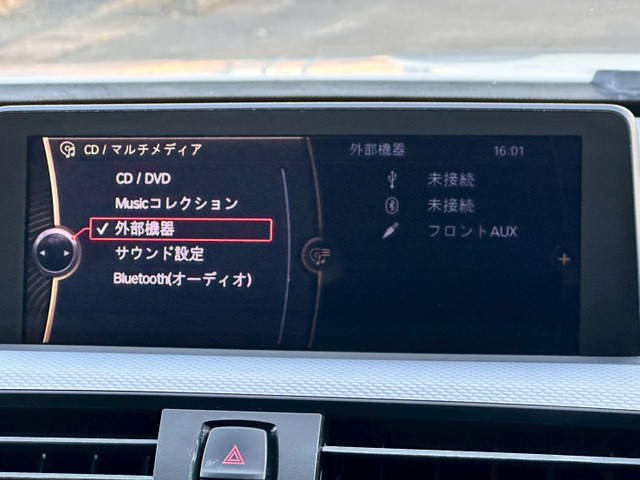 CD / マルチメディア
CD / DVD
Musicコレクション
外部機器
サウンド設定
Bluetooth(オーディオ)
外部機器 16:01
未接続
未接続
フロントAUX